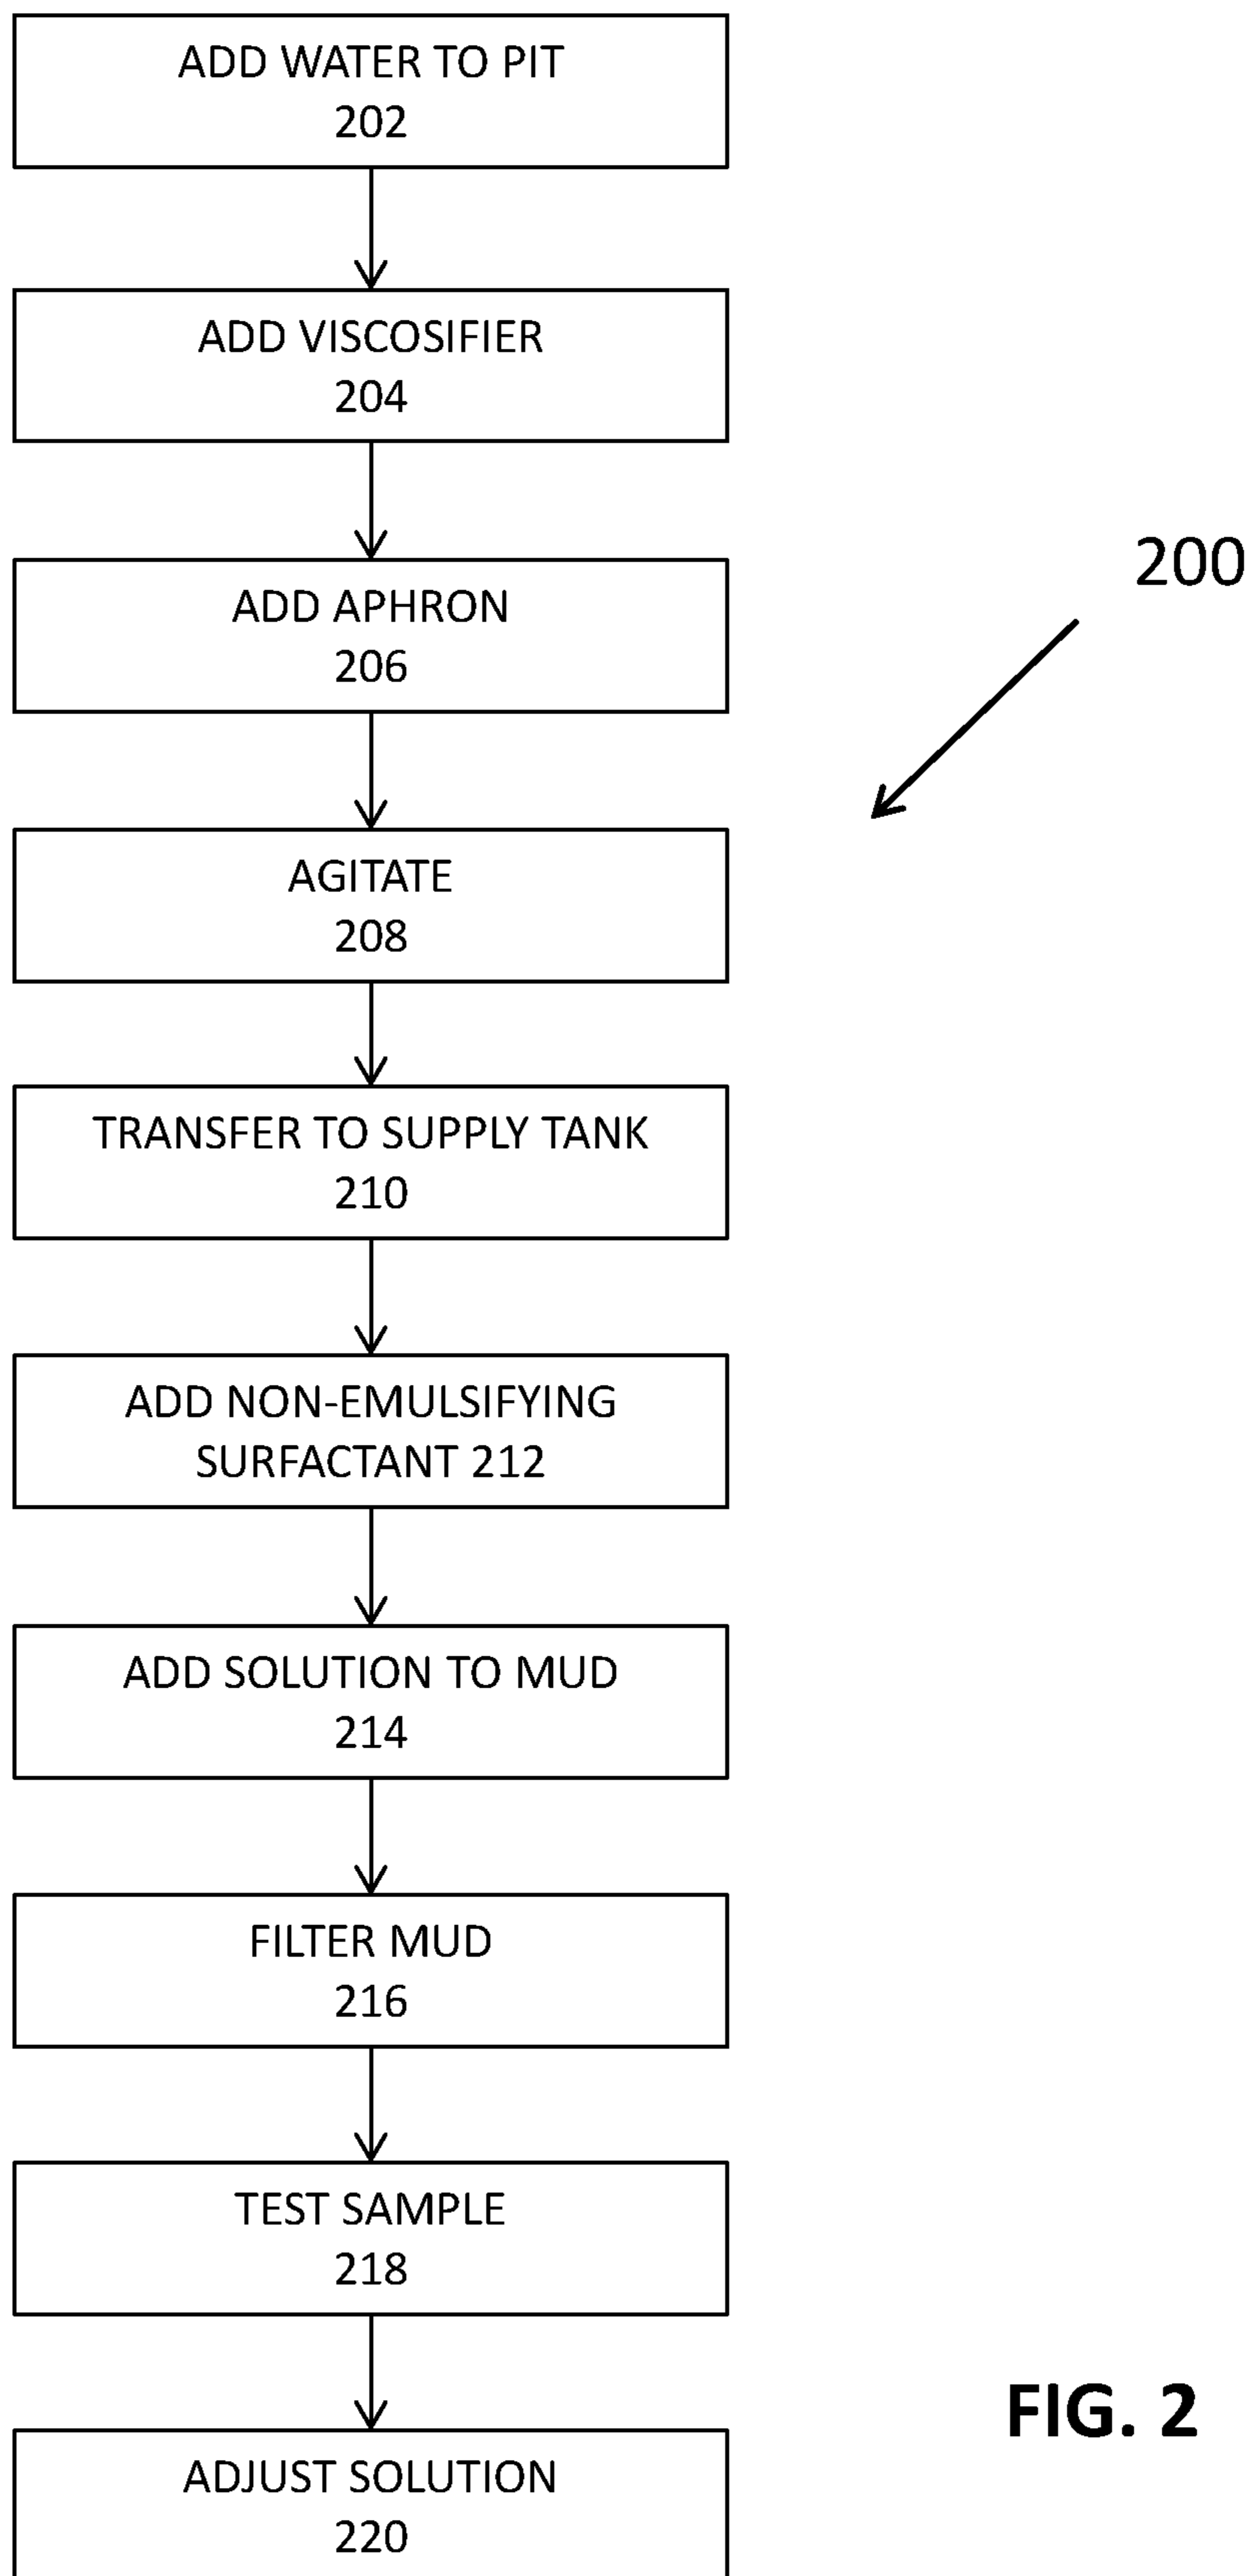 ADD WATER TO PIT
202
ADD VISCOSIFIER
204
200
ADD APHRON
206
AGITATE
208
TRANSFER TO SUPPLY TANK
210
ADD NON-EMULSIFYING
SURFACTANT 212
ADD SOLUTION TO MUD
214
FILTER MUD
216
TEST SAMPLE
218
FIG. 2
ADJUST SOLUTION
220